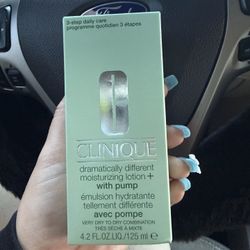 3-step daily care
programme quotidien 3 étapes
Ford
CLINIQUE
dramatically different
moisturizing lotion +
with pump
émulsion hydratante
tellement différente
avec pompe
VERY DRY TO DRY COMBINATION
TRÈS SÈCHE À MIXTE
4.2 FL.OZ.LIQ./125 ml ℮